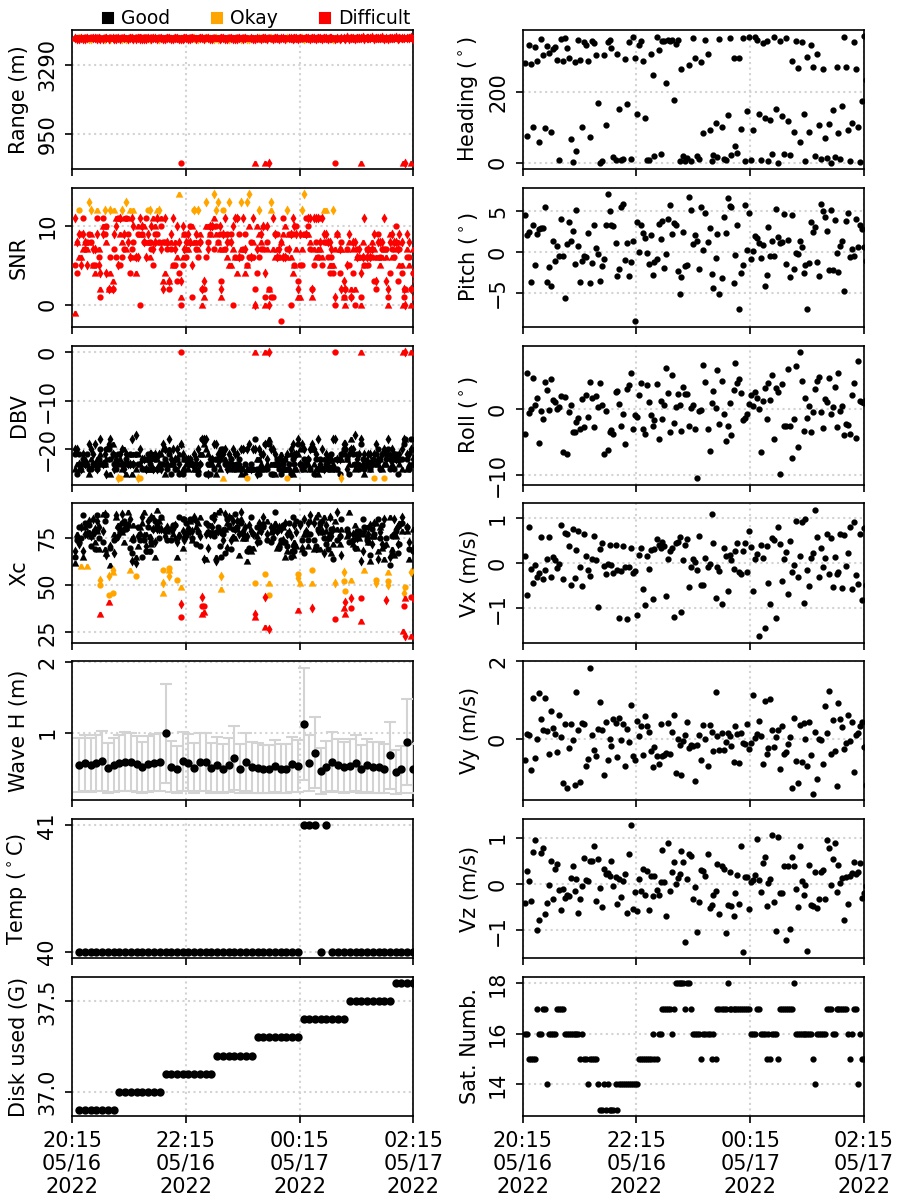 Good Okay Difficult
Range (m)
3290
950
Heading (°)
200
0
SNR
10
0
Pitch (°)
5
0
−5
DBV
0
−10
−20
Roll (°)
0
−10
Xc
75
50
25
Vx (m/s)
1
0
−1
Wave H (m)
2
1
Vy (m/s)
2
0
Temp (°C)
41
40
Vz (m/s)
1
0
−1
Disk used (G)
37.5
37.0
Sat. Numb.
18
16
14
20:15 22:15 00:15 02:15
05/16 05/16 05/17 05/17
2022 2022 2022 2022
20:15 22:15 00:15 02:15
05/16 05/16 05/17 05/17
2022 2022 2022 2022